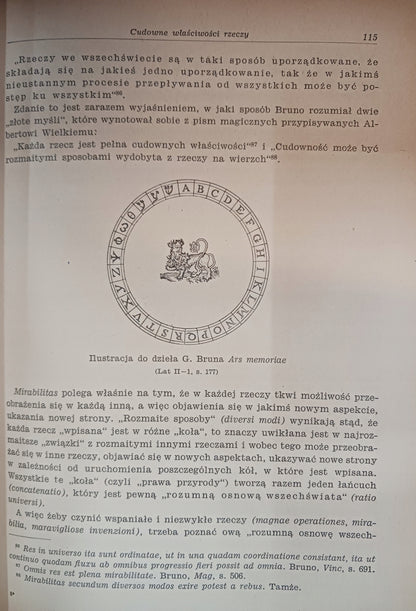 Cudowne właściwości rzeczy 115
„Rzeczy we wszechświecie są w taki sposób uporządkowane, że
składają się na jakieś jedno uporządkowanie, tak że w jakimś
nieustannym procesie przepływania od wszystkich może być po-
stęp ku wszystkim“⁸⁶.
Zdanie to jest zarazem wyjaśnieniem, w jaki sposób Bruno rozumiał dwie
„złote myśli“, które wynotował sobie z pism magicznych przypisywanych Al-
bertowi Wielkiemu:
„Każda rzecz jest pełna cudownych właściwości“⁸⁷ i „Cudowność może być
rozmaitymi sposobami wydobyta z rzeczy na wierzch“⁸⁸.
A B C D E F G H I K L M N O P Q R S T V X Y Z Ψ Φ Ω Θ
Ilustracja do dzieła G. Bruna Ars memoriae
(Lat II—1, s. 177)
Mirabilitas polega właśnie na tym, że w każdej rzeczy tkwi możliwość prze-
obrażenia się w każdą inną, a więc objawienia się w jakimś nowym aspekcie,
ukazania nowej strony. „Rozmaite sposoby“ (diversi modi) wynikają stąd, że
każda rzecz „wpisana“ jest w różne „koła“, to znaczy uwikłana jest w najroz-
maitsze „związki“ z rozmaitymi innymi rzeczami i wobec tego może przeobra-
żać się w inne rzeczy, objawiać się w nowych aspektach, ukazywać nowe strony
w zależności od uruchomienia poszczególnych kół, w które jest wpisana.
Wszystkie te „koła“ (czyli „prawa przyrody“) tworzą razem jeden łańcuch
(concatenatio), który jest pewną „rozumną osnową wszechświata“ (ratio
universi).
A więc żeby czynić wspaniałe i niezwykłe rzeczy (magnae operationes, mira-
bilia, maravigliose invenzioni), trzeba poznać ową „rozumną osnowę wszech-
⁸⁶ Res in universo ita sunt ordinatae, ut in una quadam coordinatione consistant, ita ut
continuo quodam fluxu ab omnibus progressio fieri possit ad omnia. Bruno, Vinc, s. 691.
⁸⁷ Omnis res est plena mirabilitate. Bruno, Mag, s. 506.
⁸⁸ Mirabilitas secundum diversos modos exire potest a rebus. Tamże.
8*